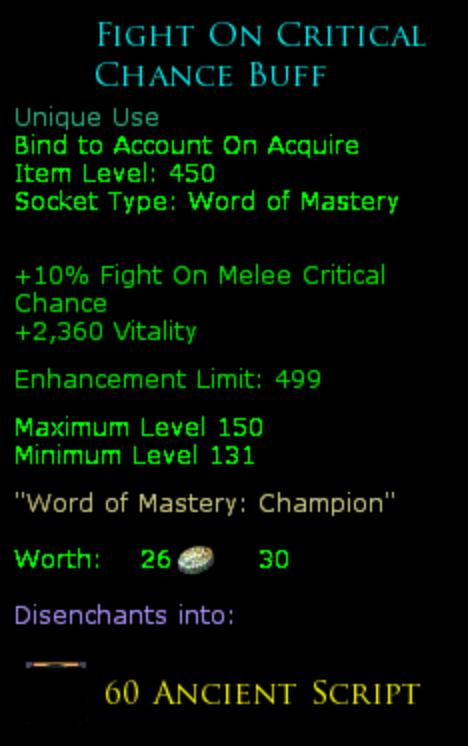 Fight On Critical
Chance Buff
Unique Use
Bind to Account On Acquire
Item Level: 450
Socket Type: Word of Mastery
+10% Fight On Melee Critical
Chance
+2,360 Vitality
Enhancement Limit: 499
Maximum Level 150
Minimum Level 131
"Word of Mastery: Champion"
Worth: 26 30
Disenchants into:
60 Ancient Script